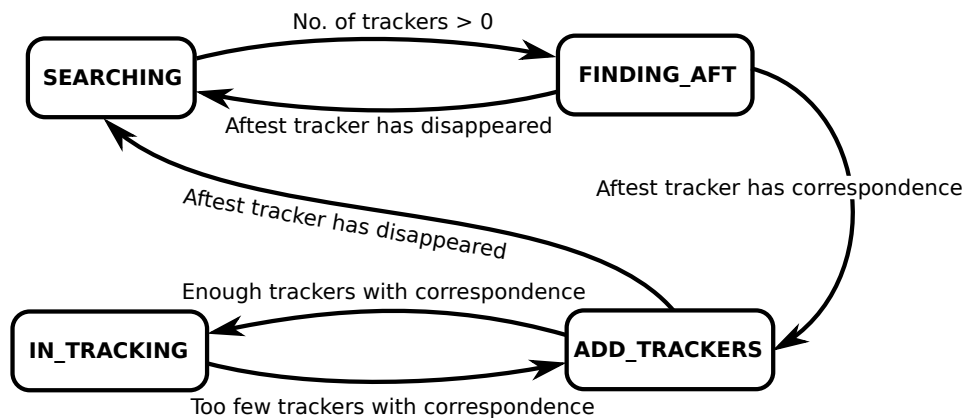 No. of trackers > 0
SEARCHING
FINDING_AFT
Aftest tracker has disappeared
Aftest tracker has correspondence
Aftest tracker has disappeared
Enough trackers with correspondence
IN_TRACKING
ADD_TRACKERS
Too few trackers with correspondence